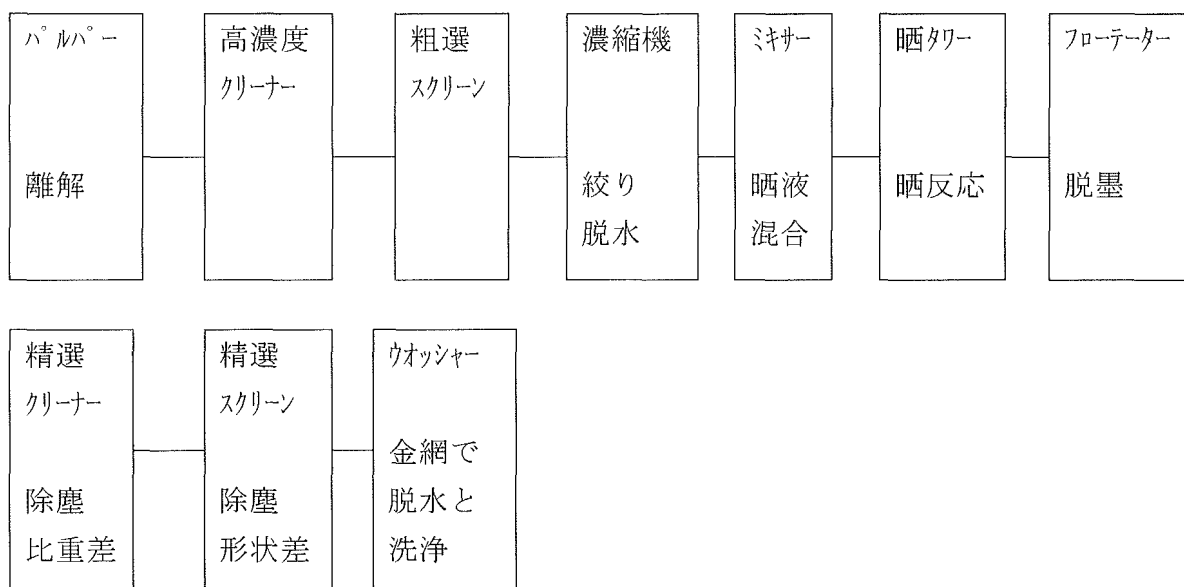 パルパー
離解
高濃度
クリーナー
粗選
スクリーン
濃縮機
絞り
脱水
ミキサー
晒液
混合
晒タワー
晒反応
フローテーター
脱墨
精選
クリーナー
除塵
比重差
精選
スクリーン
除塵
形状差
ウオッシャー
金網で
脱水と
洗浄